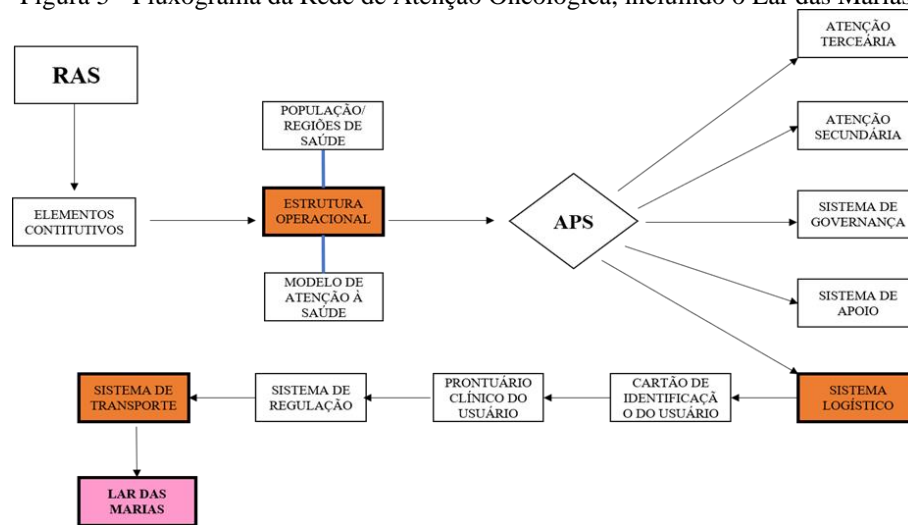 Figura 3 - Fluxograma da Rede de Atenção Oncológica, incluindo o Lar das Marias
RAS
ELEMENTOS
CONTITUTIVOS
POPULAÇÃO/
REGIÕES DE
SAÚDE
ESTRUTURA
OPERACIONAL
MODELO DE
ATENÇÃO À
SAÚDE
APS
ATENÇÃO
TERCEÁRIA
ATENÇÃO
SECUNDÁRIA
SISTEMA DE
GOVERNANÇA
SISTEMA DE
APOIO
SISTEMA
LOGÍSTICO
CARTÃO DE
IDENTIFICAÇÃ
O DO USUÁRIO
PRONTUÁRIO
CLÍNICO DO
USUÁRIO
SISTEMA DE
REGULAÇÃO
SISTEMA DE
TRANSPORTE
LAR DAS
MARIAS